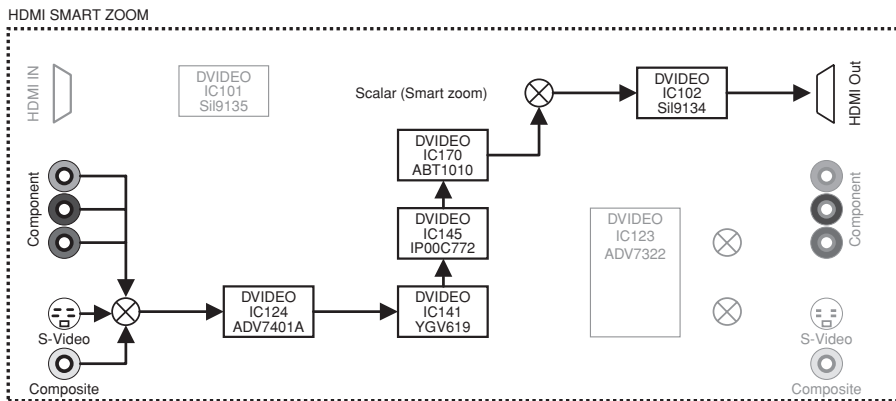 HDMI SMART ZOOM
HDMI IN
DVIDEO
IC101
Sil9135
Scalar (Smart zoom)
DVIDEO
IC102
Sil9134
HDMI Out
DVIDEO
IC170
ABT1010
Component
DVIDEO
IC145
IP00C772
DVIDEO
IC123
ADV7322
Component
S-Video
DVIDEO
IC124
ADV7401A
DVIDEO
IC141
YGV619
S-Video
Composite
Composite